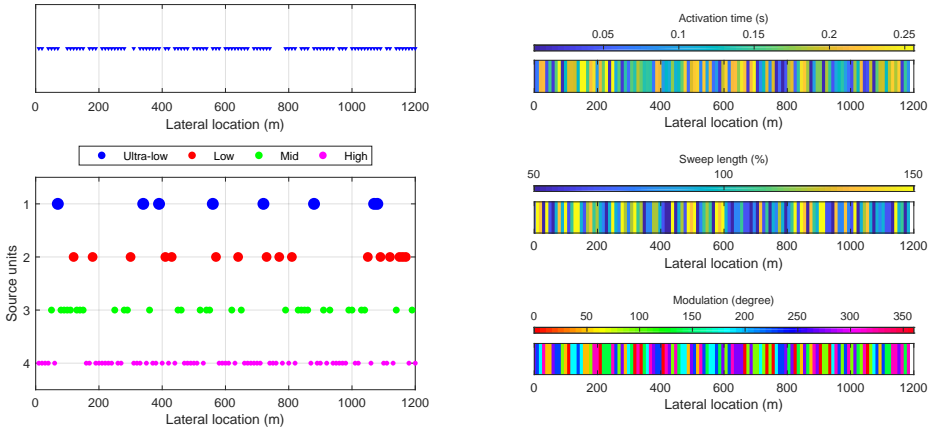 0 200 400 600 800 1000 1200
Lateral location (m)
Ultra-low Low Mid High
Source units
1
2
3
4
0 200 400 600 800 1000 1200
Lateral location (m)
Activation time (s)
0.05 0.1 0.15 0.2 0.25
0 200 400 600 800 1000 1200
Lateral location (m)
Sweep length (%)
50 100 150
0 200 400 600 800 1000 1200
Lateral location (m)
Modulation (degree)
0 50 100 150 200 250 300 350
0 200 400 600 800 1000 1200
Lateral location (m)